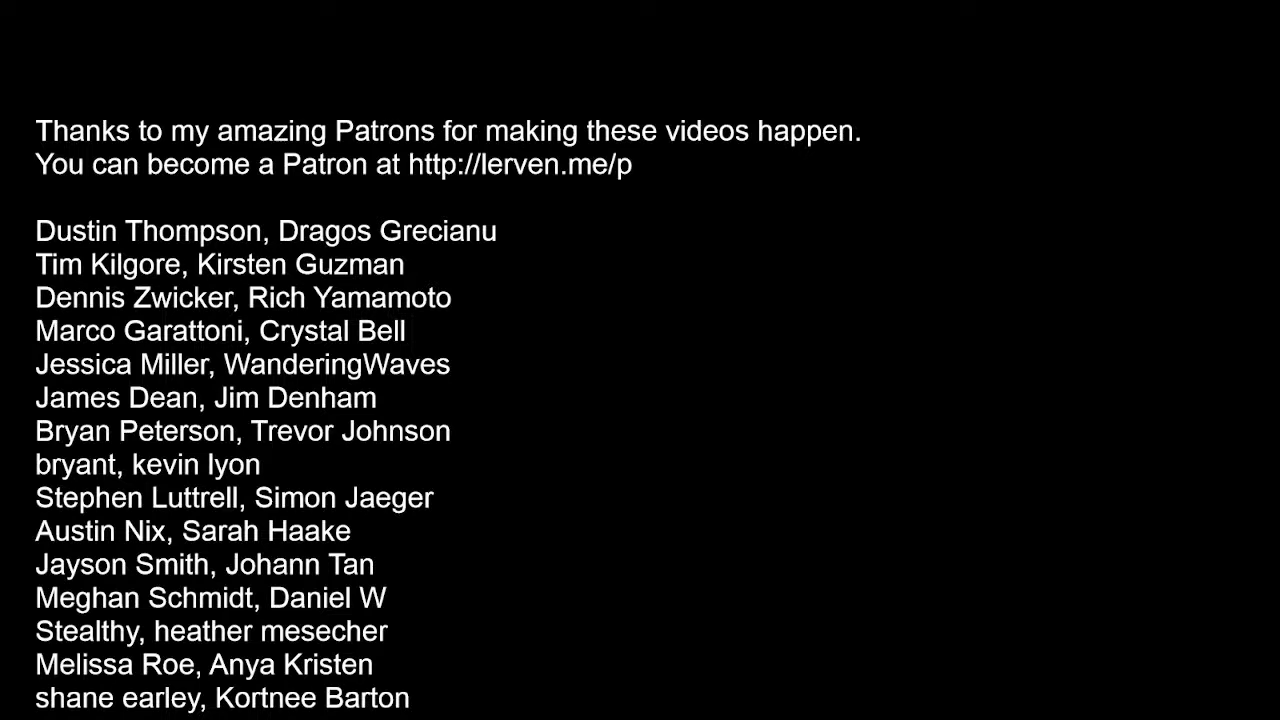 Thanks to my amazing Patrons for making these videos happen.
You can become a Patron at http://lerven.me/p
Dustin Thompson, Dragos Grecianu
Tim Kilgore, Kirsten Guzman
Dennis Zwicker, Rich Yamamoto
Marco Garattoni, Crystal Bell
Jessica Miller, WanderingWaves
James Dean, Jim Denham
Bryan Peterson, Trevor Johnson
bryant, kevin lyon
Stephen Luttrell, Simon Jaeger
Austin Nix, Sarah Haake
Jayson Smith, Johann Tan
Meghan Schmidt, Daniel W
Stealthy, heather mesecher
Melissa Roe, Anya Kristen
shane earley, Kortnee Barton